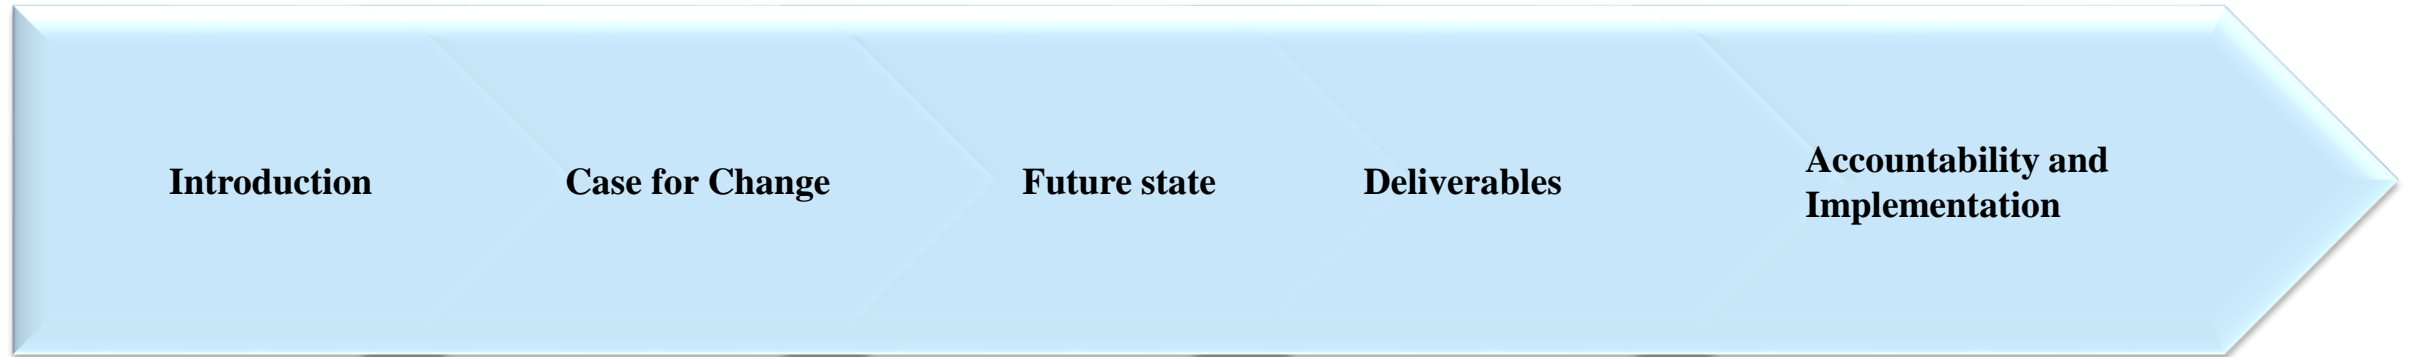 Introduction
Case for Change
Future state
Deliverables
Accountability and
Implementation